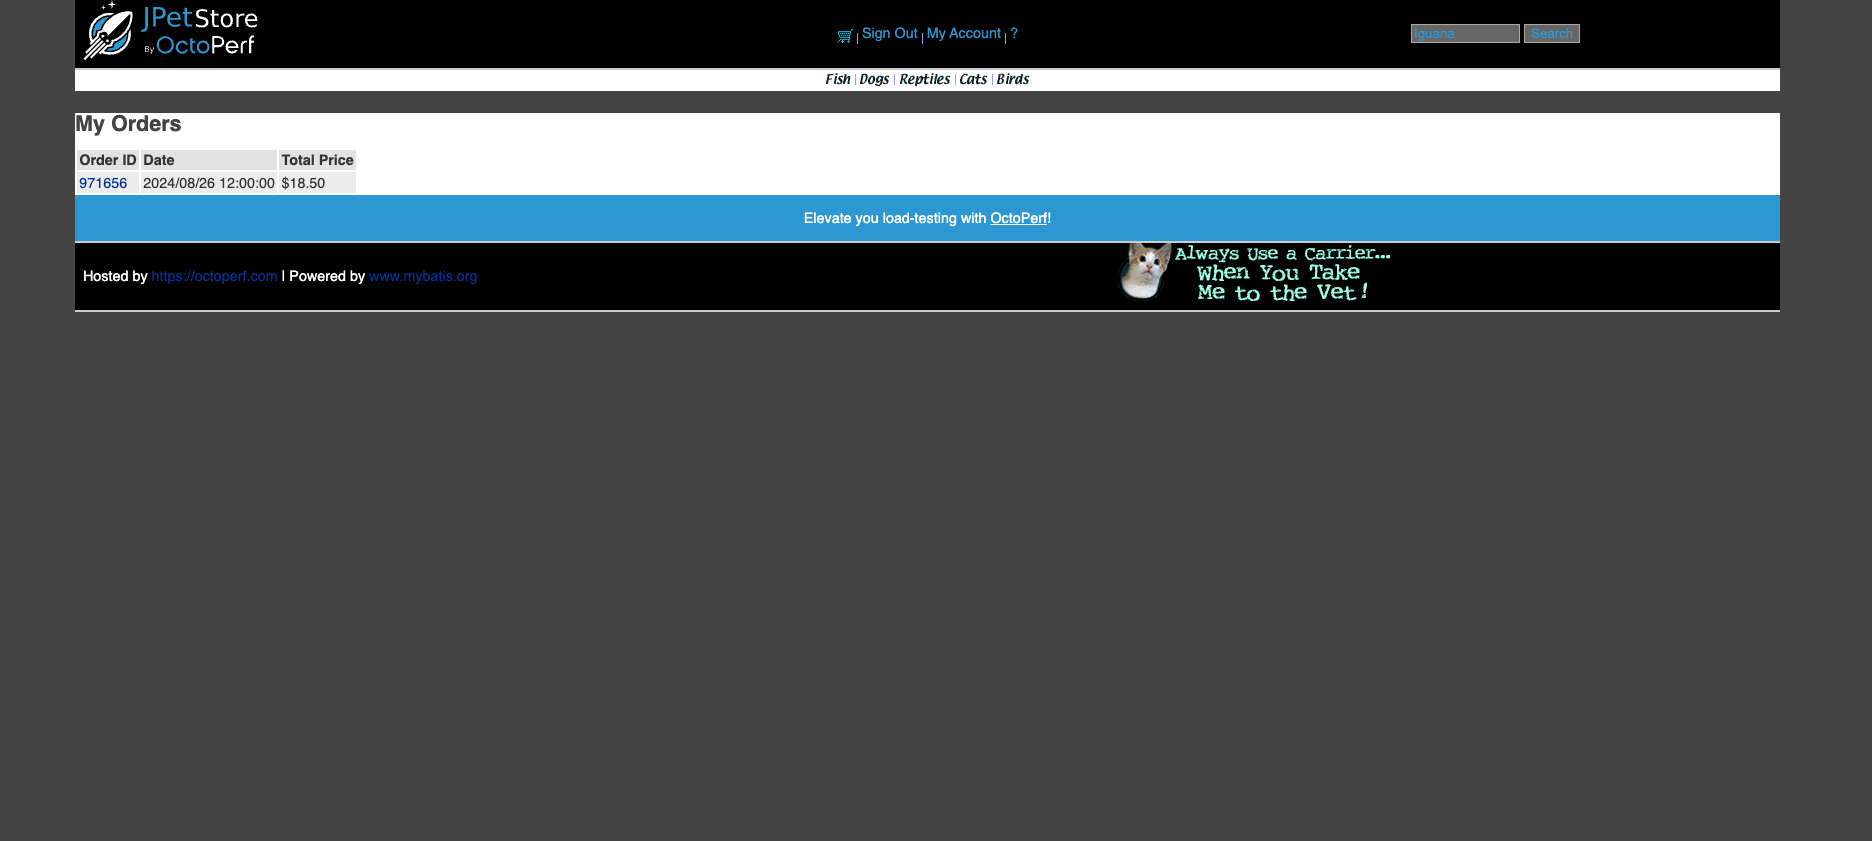 JPetStore
By OctoPerf
Sign Out
My Account
?
Iguana
Search
Fish
Dogs
Reptiles
Cats
Birds
My Orders
Order ID Date Total Price
971656 2024/08/26 12:00:00 $18.50
Elevate you load-testing with OctoPerf!
Always Use a Carrier...
When You Take
Me to the Vet!
Hosted by https://octoperf.com | Powered by www.mybatis.org